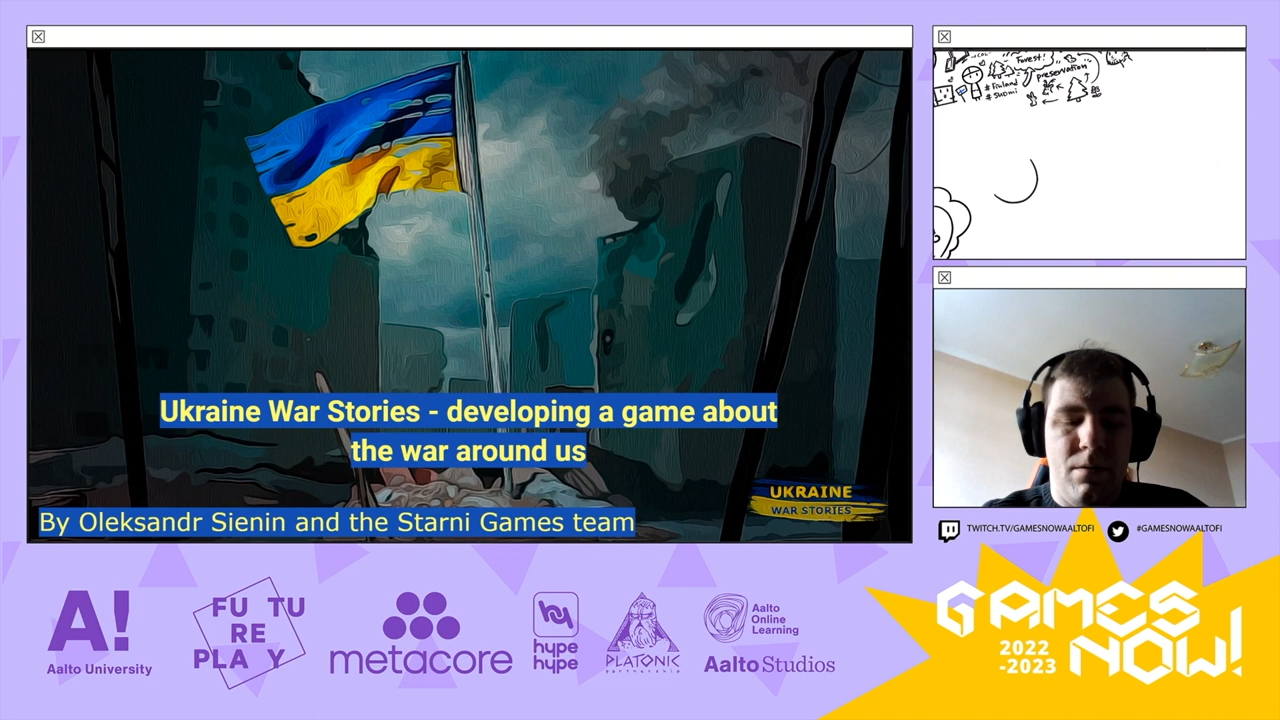 Forest!
preservation
#Finland
#Suomi
Ukraine War Stories - developing a game about
the war around us
UKRAINE
WAR STORIES
By Oleksandr Sienin and the Starni Games team
TWITCH.TV/GAMESNOWAALTOFI
#GAMESNOWAALTOFI
A!
Aalto University
FU TU
RE
PLA Y
metacore
hype
hype
PLATONIC
partnership
Aalto
Online
Learning
Aalto Studios
GAMES
NOW!
2022
-2023